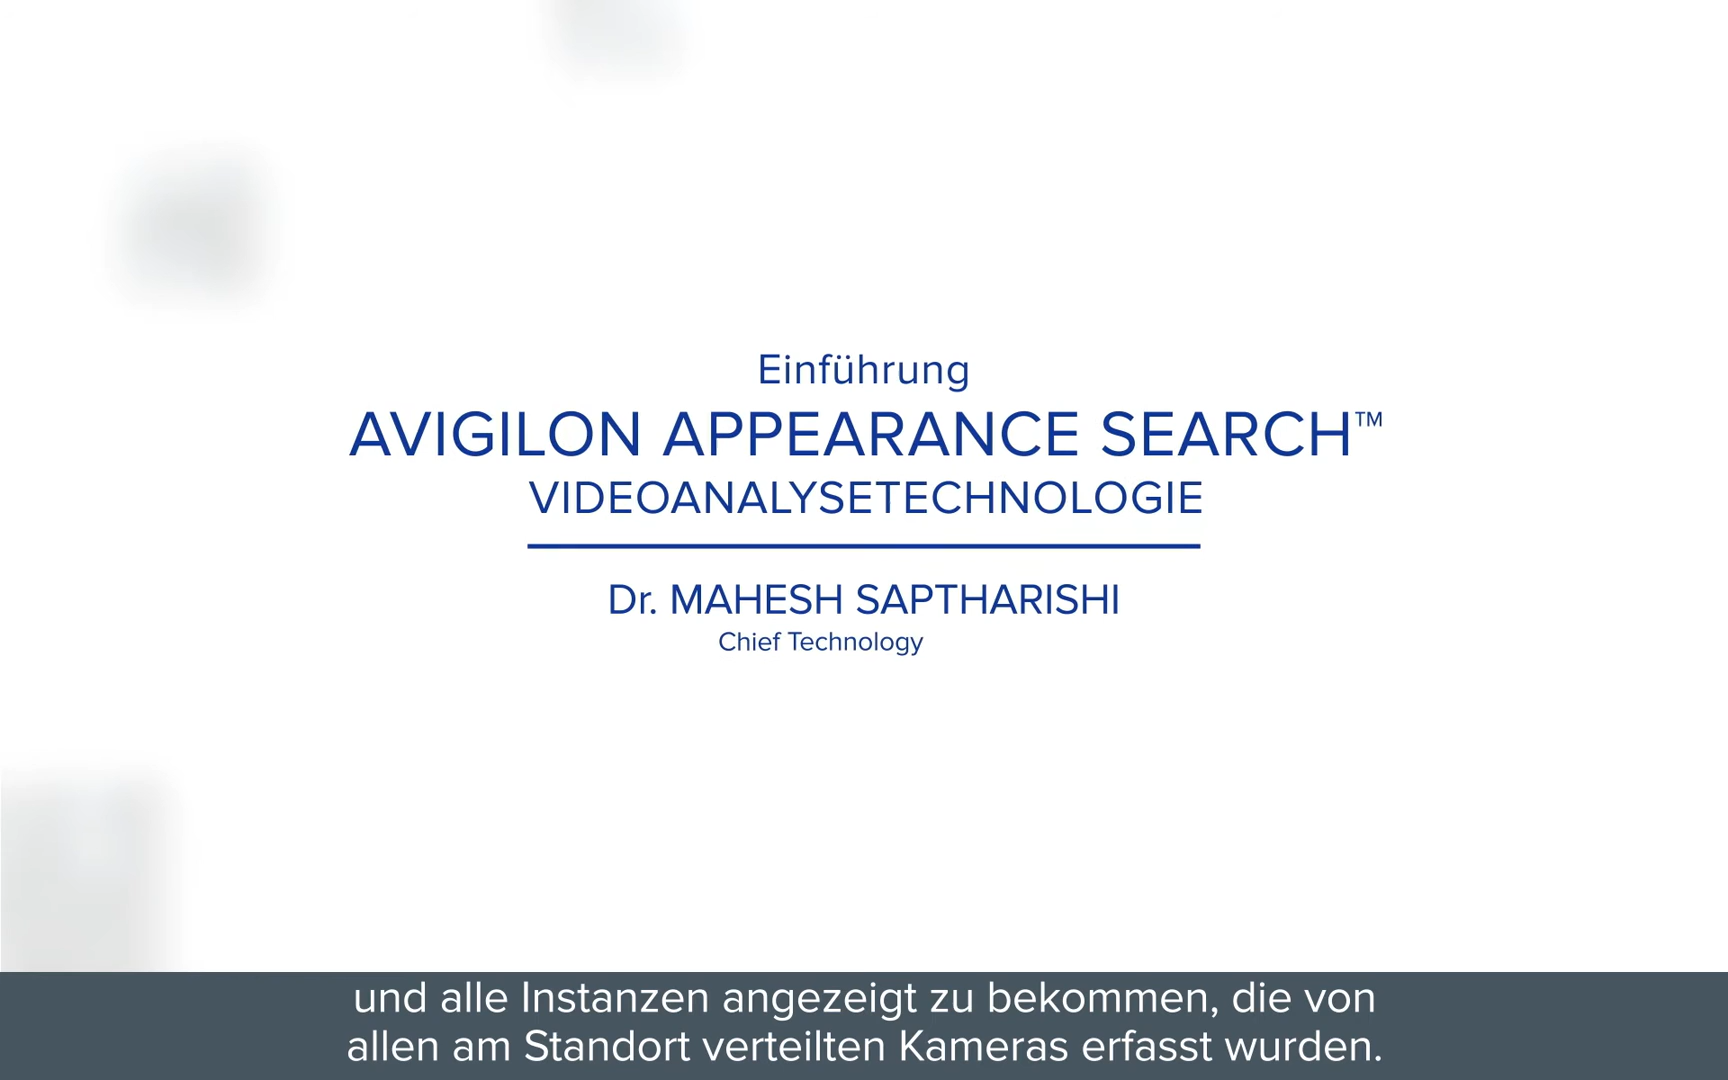 Einführung
AVIGILON APPEARANCE SEARCH™
VIDEOANALYSETECHNOLOGIE
Dr. MAHESH SAPTHARISHI
Chief Technology
und alle Instanzen angezeigt zu bekommen, die von
allen am Standort verteilten Kameras erfasst wurden.